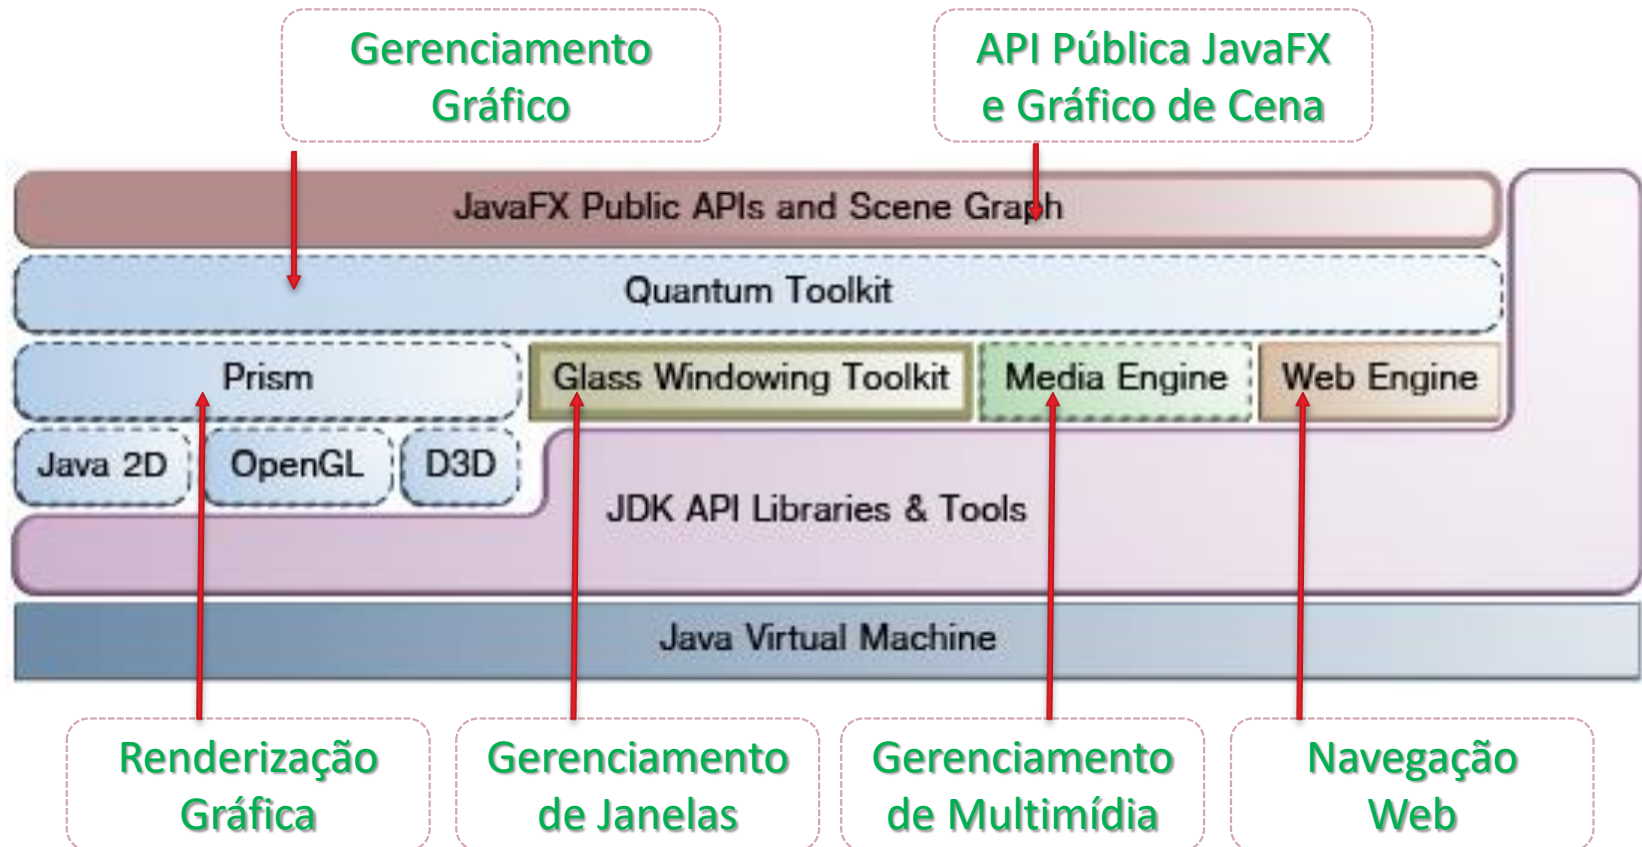 Gerenciamento
Gráfico
API Pública JavaFX
e Gráfico de Cena
JavaFX Public APIs and Scene Graph
Quantum Toolkit
Prism
Glass Windowing Toolkit
Media Engine
Web Engine
Java 2D
OpenGL
D3D
JDK API Libraries & Tools
Java Virtual Machine
Renderização
Gráfica
Gerenciamento
de Janelas
Gerenciamento
de Multimídia
Navegação
Web